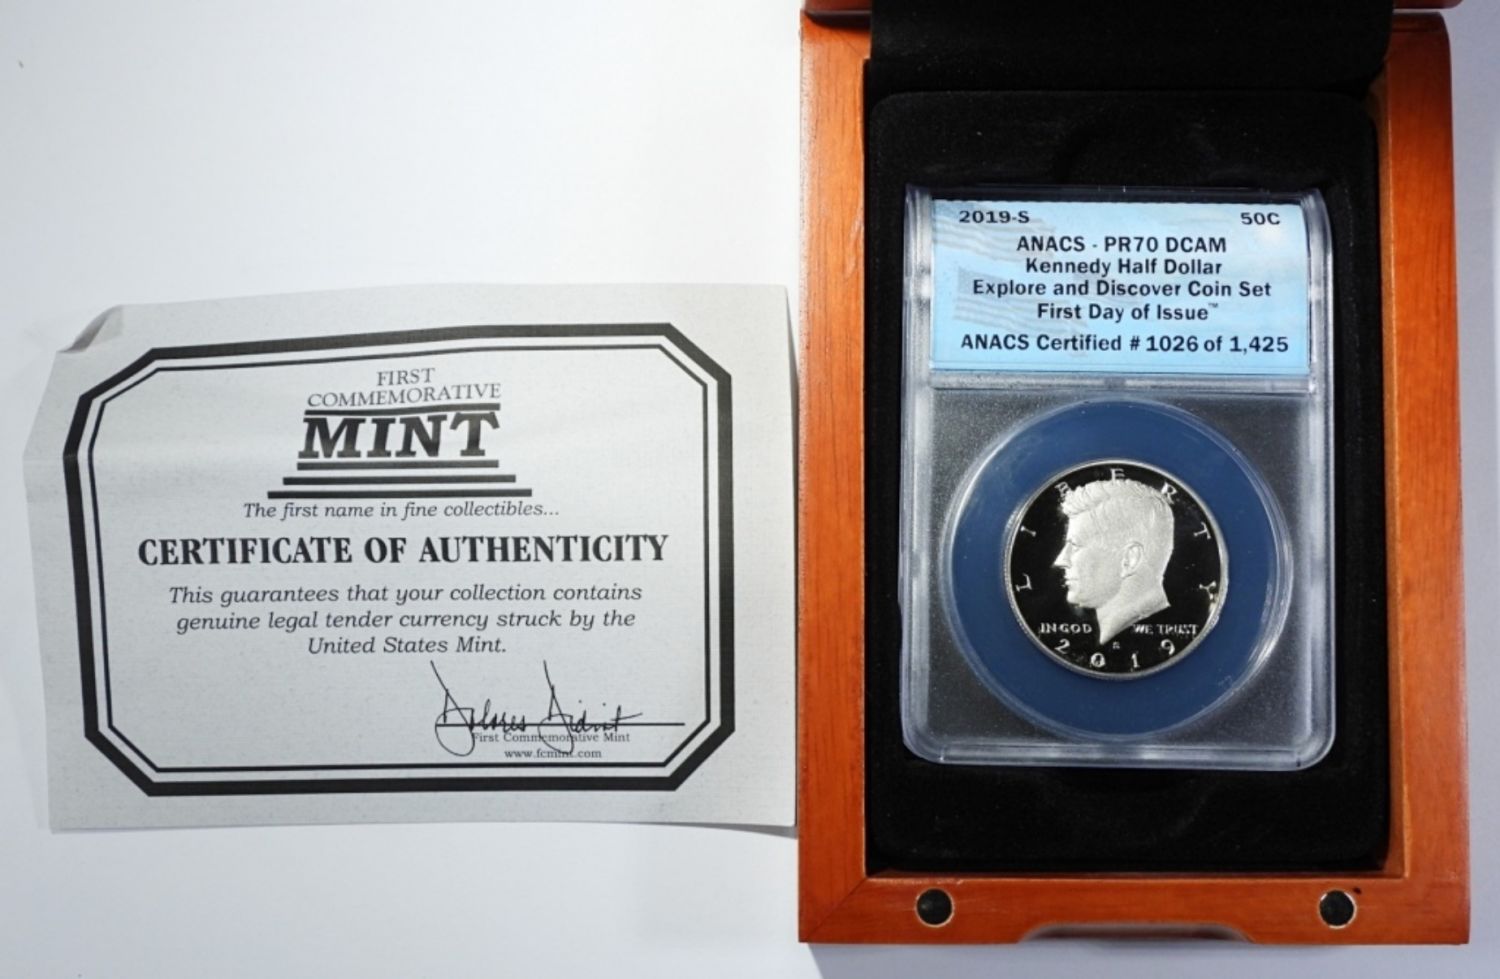 FIRST
COMMEMORATIVE
MINT
The first name in fine collectibles...
CERTIFICATE OF AUTHENTICITY
This guarantees that your collection contains
genuine legal tender currency struck by the
United States Mint.
First Commemorative Mint
www.fcmint.com
2019-S 50C
ANACS - PR70 DCAM
Kennedy Half Dollar
Explore and Discover Coin Set
First Day of Issue™
ANACS Certified # 1026 of 1,425
LIBERTY
IN GOD WE TRUST
S
2019